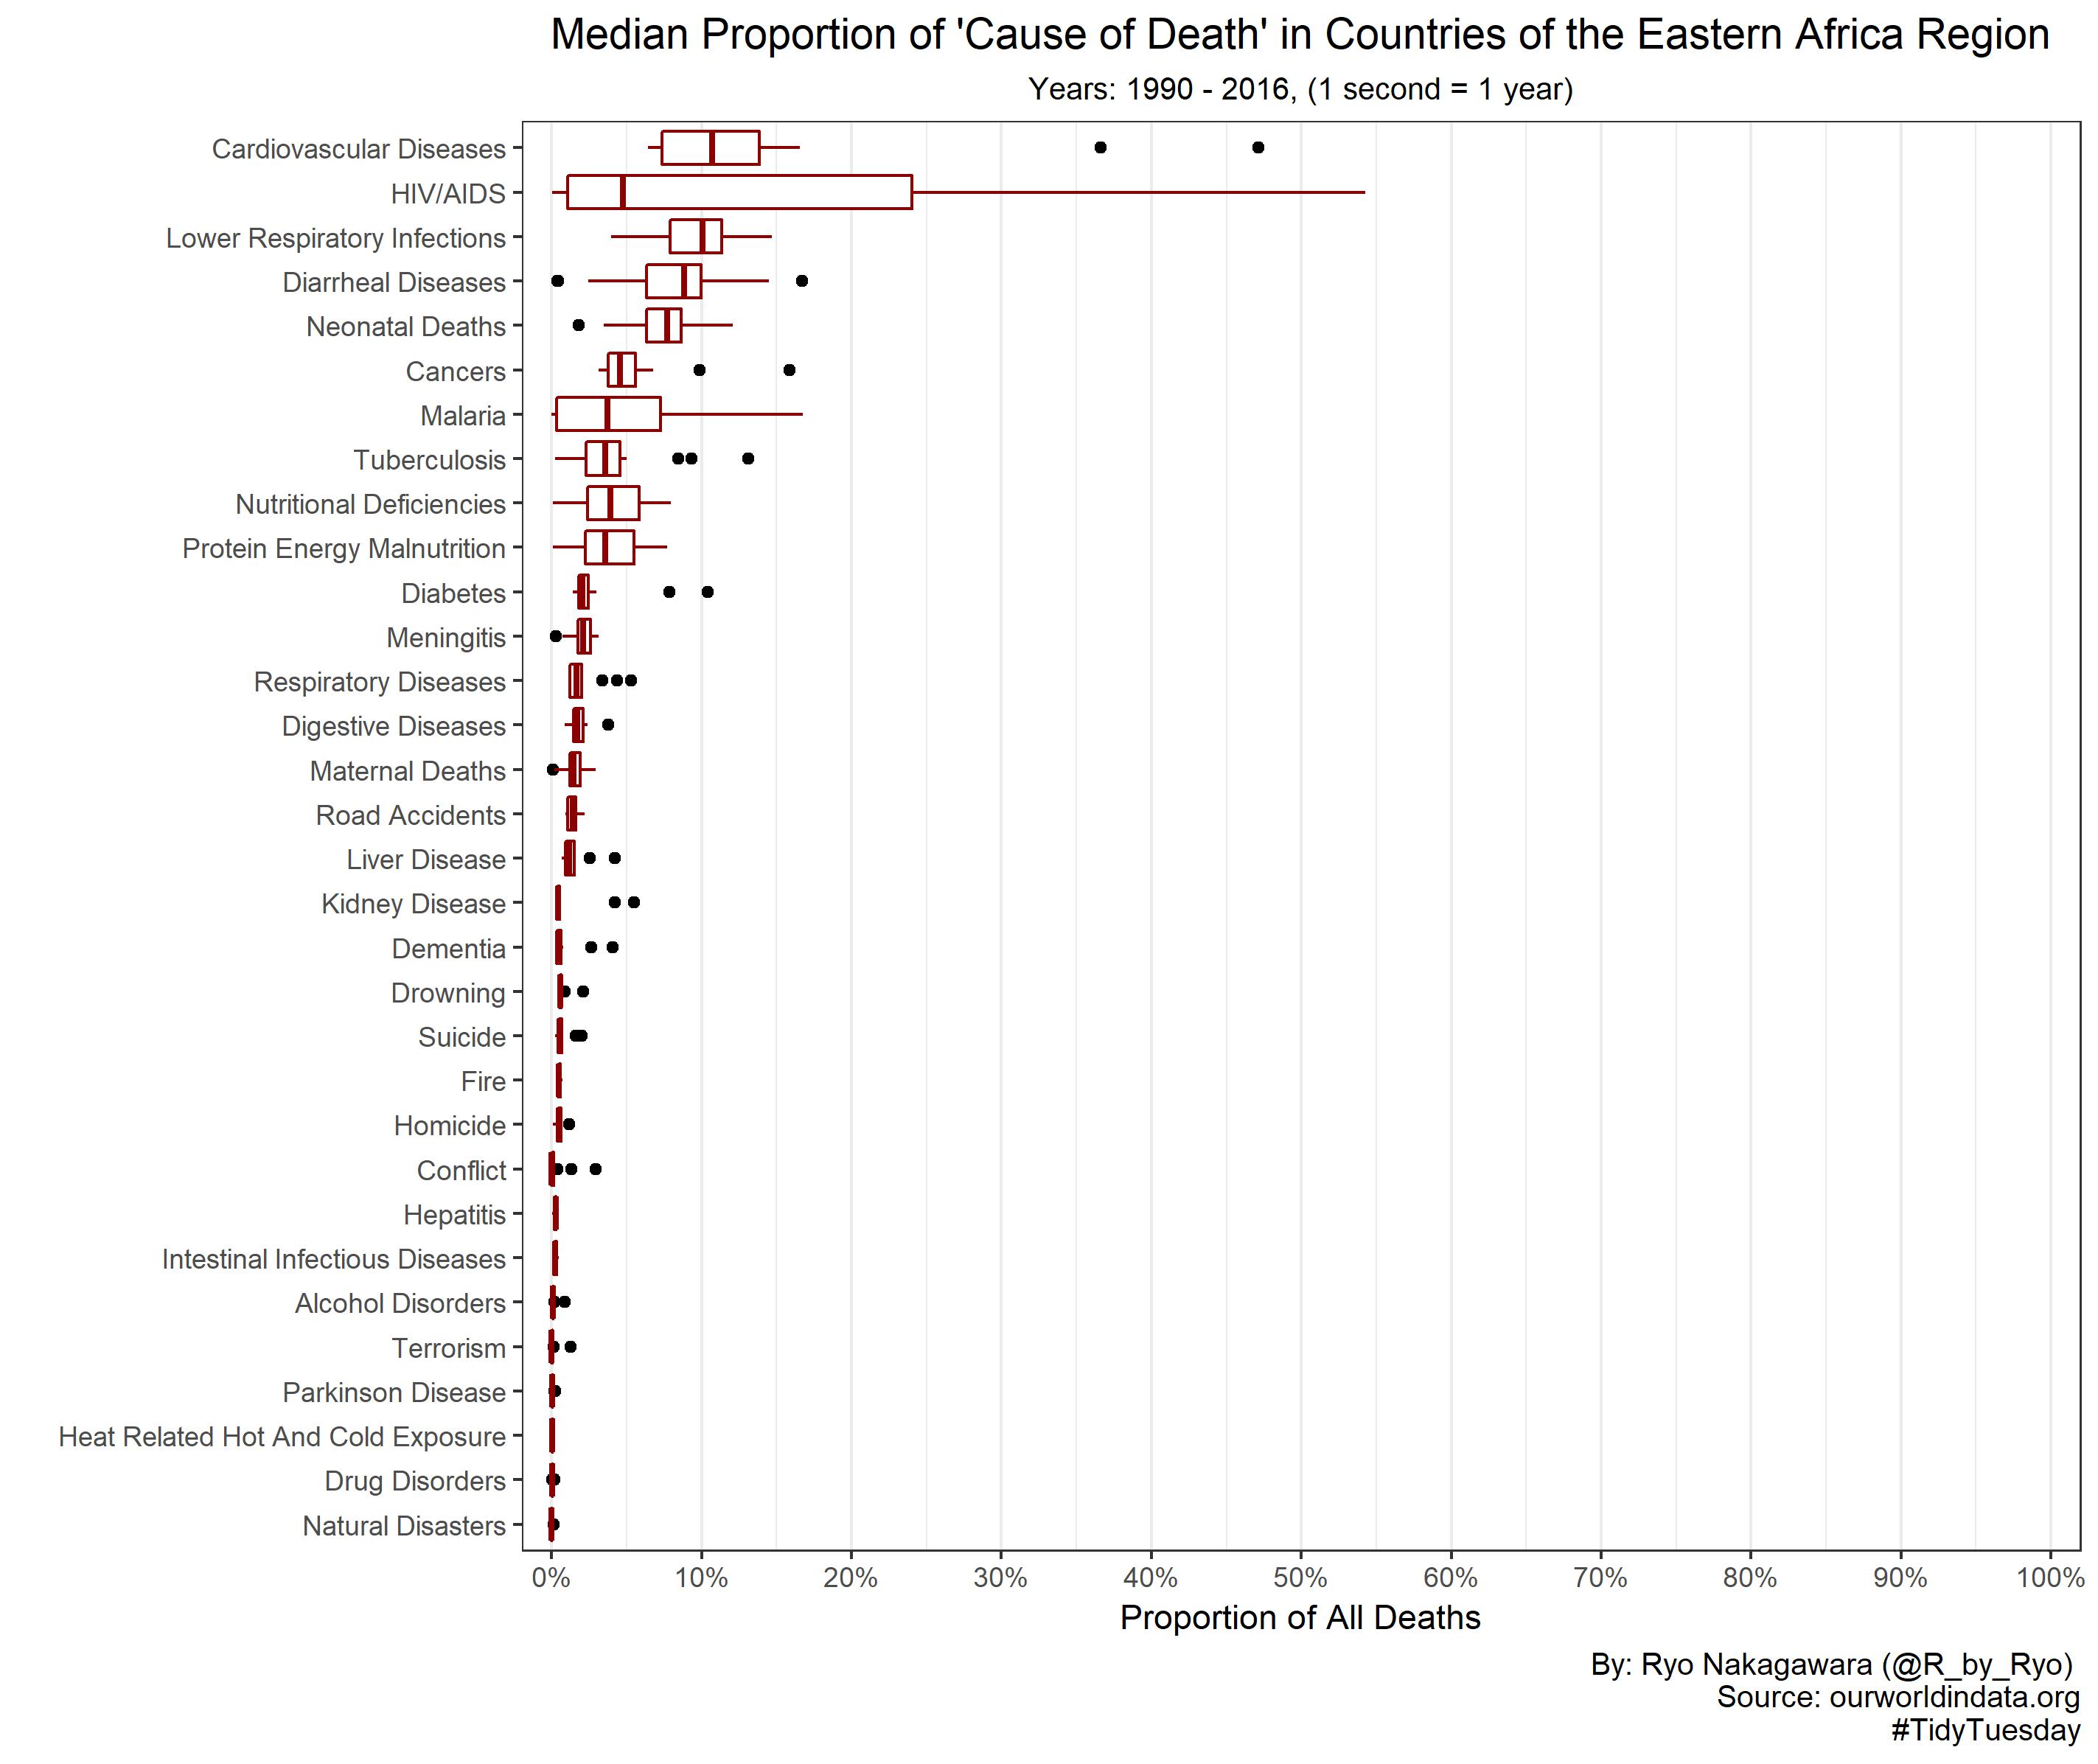 Median Proportion of 'Cause of Death' in Countries of the Eastern Africa Region
Years: 1990 - 2016, (1 second = 1 year)
Cardiovascular Diseases
HIV/AIDS
Lower Respiratory Infections
Diarrheal Diseases
Neonatal Deaths
Cancers
Malaria
Tuberculosis
Nutritional Deficiencies
Protein Energy Malnutrition
Diabetes
Meningitis
Respiratory Diseases
Digestive Diseases
Maternal Deaths
Road Accidents
Liver Disease
Kidney Disease
Dementia
Drowning
Suicide
Fire
Homicide
Conflict
Hepatitis
Intestinal Infectious Diseases
Alcohol Disorders
Terrorism
Parkinson Disease
Heat Related Hot And Cold Exposure
Drug Disorders
Natural Disasters
0% 10% 20% 30% 40% 50% 60% 70% 80% 90% 100%
Proportion of All Deaths
By: Ryo Nakagawara (@R_by_Ryo)
Source: ourworldindata.org
#TidyTuesday